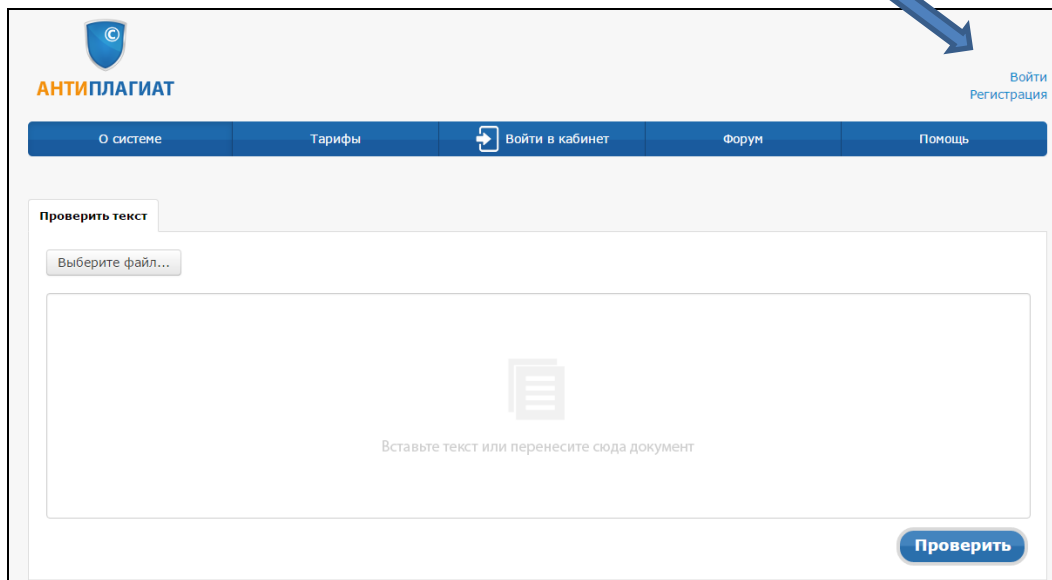 ©
АНТИПЛАГИАТ
Войти
Регистрация
О системе
Тарифы
Войти в кабинет
Форум
Помощь
Проверить текст
Выберите файл...
Вставьте текст или перенесите сюда документ
Проверить